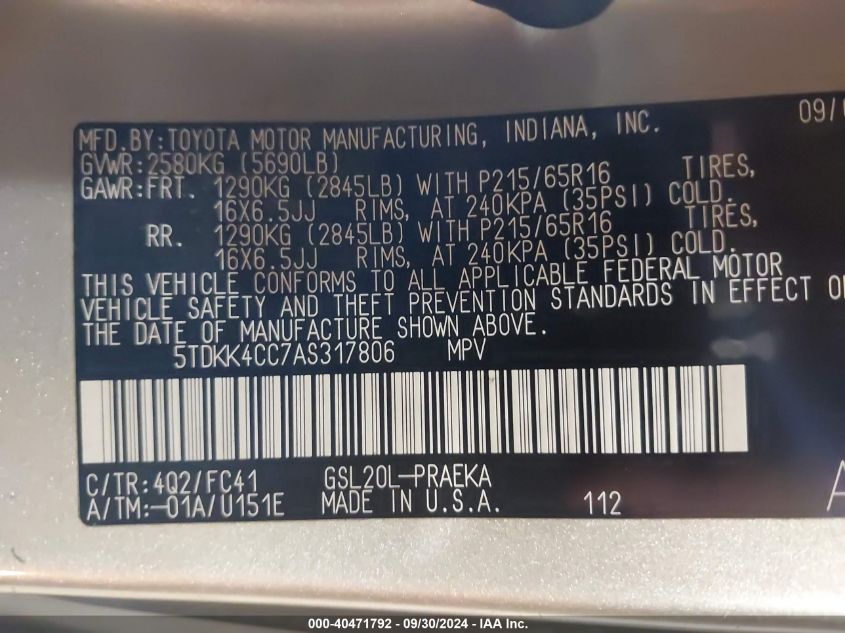 09/
MFD.BY:TOYOTA MOTOR MANUFACTURING, INDIANA, INC.
GVWR:2580KG (5690LB)
GAWR:FRT. 1290KG (2845LB) WITH P215/65R16 TIRES,
16X6.5JJ RIMS, AT 240KPA (35PSI) COLD.
RR. 1290KG (2845LB) WITH P215/65R16 TIRES,
16X6.5JJ RIMS, AT 240KPA (35PSI) COLD.
THIS VEHICLE CONFORMS TO ALL APPLICABLE FEDERAL MOTOR
VEHICLE SAFETY AND THEFT PREVENTION STANDARDS IN EFFECT
THE DATE OF MANUFACTURE SHOWN ABOVE.
5TDKK4CC7AS317806 MPV
C/TR:4Q2/FC41 GSL20L-PRAEKA
A/TM:-01A/U151E MADE IN U.S.A. 112
000-40471792 — 09/30/2024 — IAA Inc.